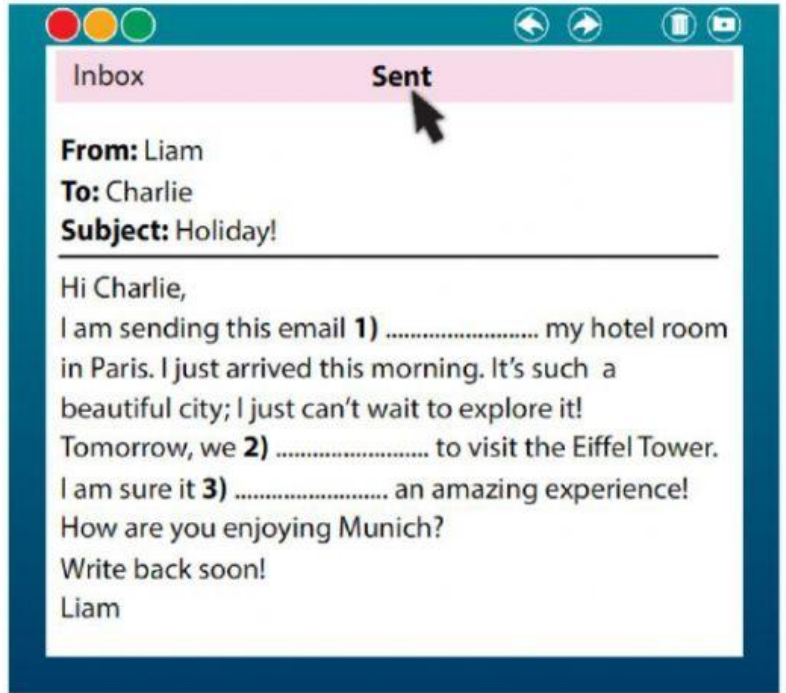 Inbox Sent
From: Liam
To: Charlie
Subject: Holiday!
Hi Charlie,
I am sending this email 1) ......................... my hotel room
in Paris. I just arrived this morning. It's such a
beautiful city; I just can't wait to explore it!
Tomorrow, we 2) ......................... to visit the Eiffel Tower.
I am sure it 3) ......................... an amazing experience!
How are you enjoying Munich?
Write back soon!
Liam